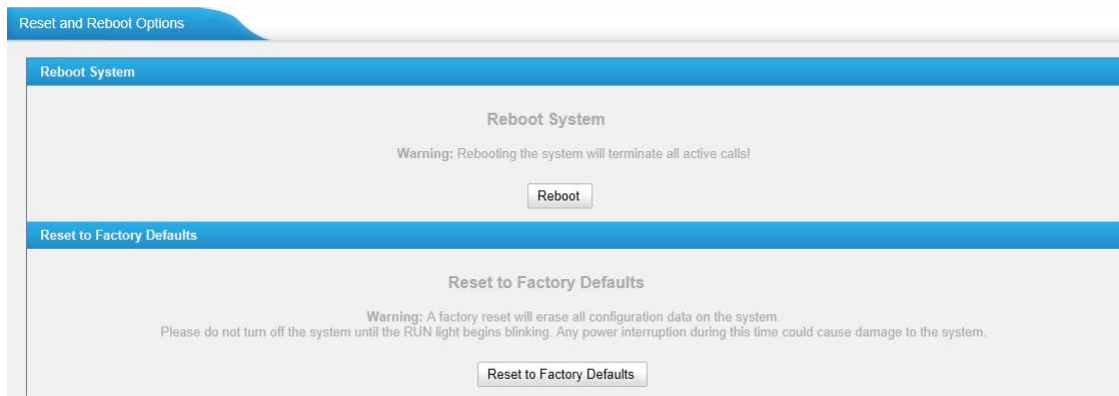 Reset and Reboot Options
Reboot System
Reboot System
Warning: Rebooting the system will terminate all active calls!
Reboot
Reset to Factory Defaults
Reset to Factory Defaults
Warning: A factory reset will erase all configuration data on the system.
Please do not turn off the system until the RUN light begins blinking. Any power interruption during this time could cause damage to the system.
Reset to Factory Defaults